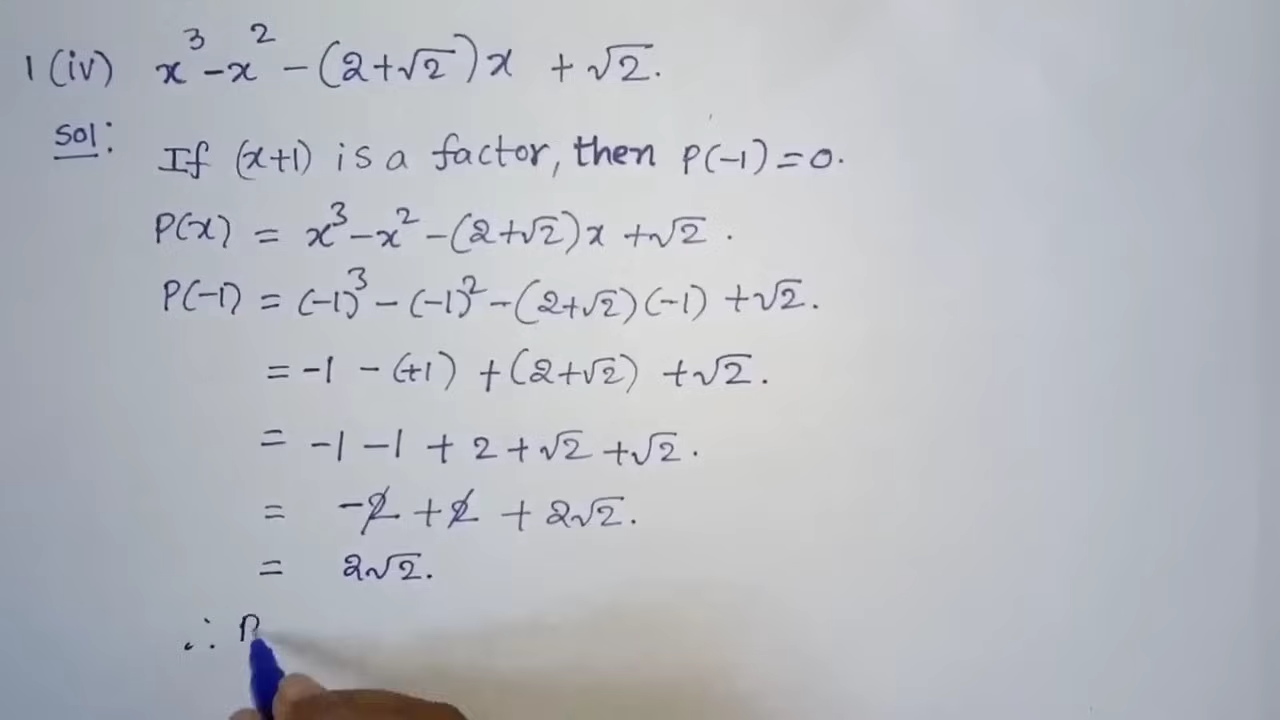 1 (iv) x³ - x² - (2+√2)x + √2.
Sol:
If (x+1) is a factor, then P(-1) = 0.
P(x) = x³ - x² - (2+√2)x + √2.
P(-1) = (-1)³ - (-1)² - (2+√2)(-1) + √2.
= -1 - (+1) + (2+√2) + √2.
= -1 - 1 + 2 + √2 + √2.
= -2 + 2 + 2√2.
= 2√2.
∴ P